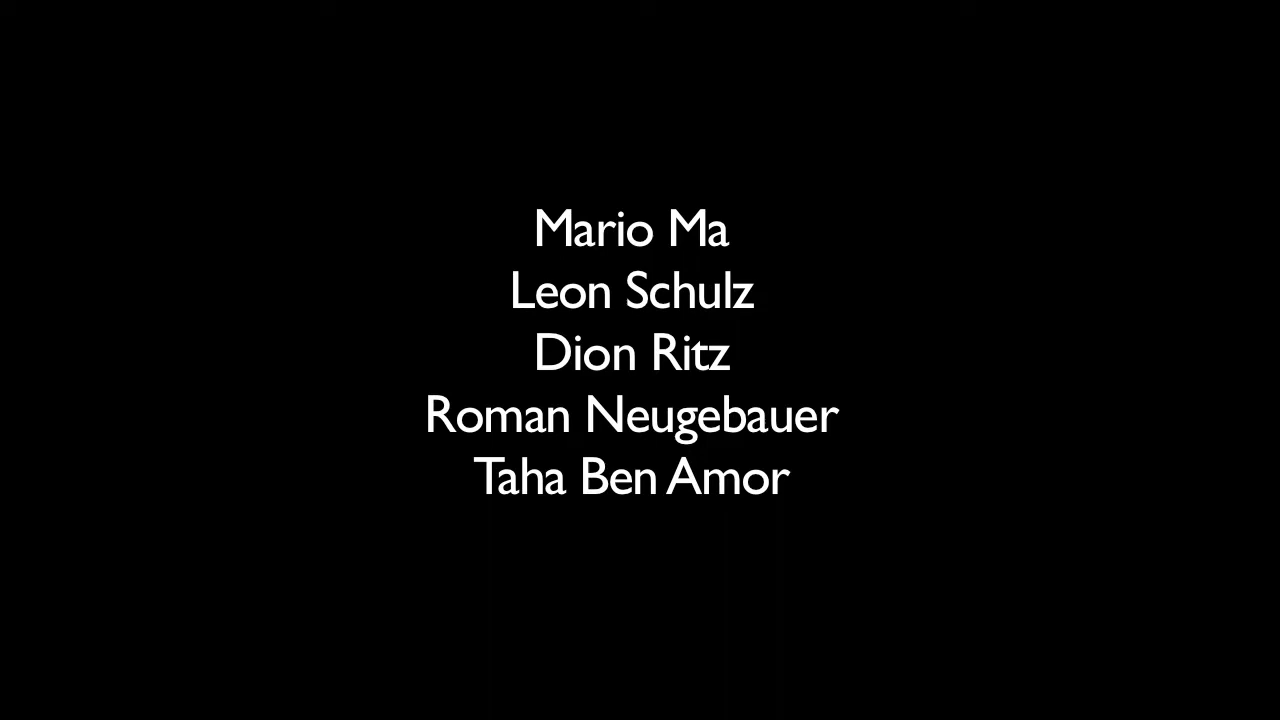 Mario Ma
Leon Schulz
Dion Ritz
Roman Neugebauer
Taha Ben Amor